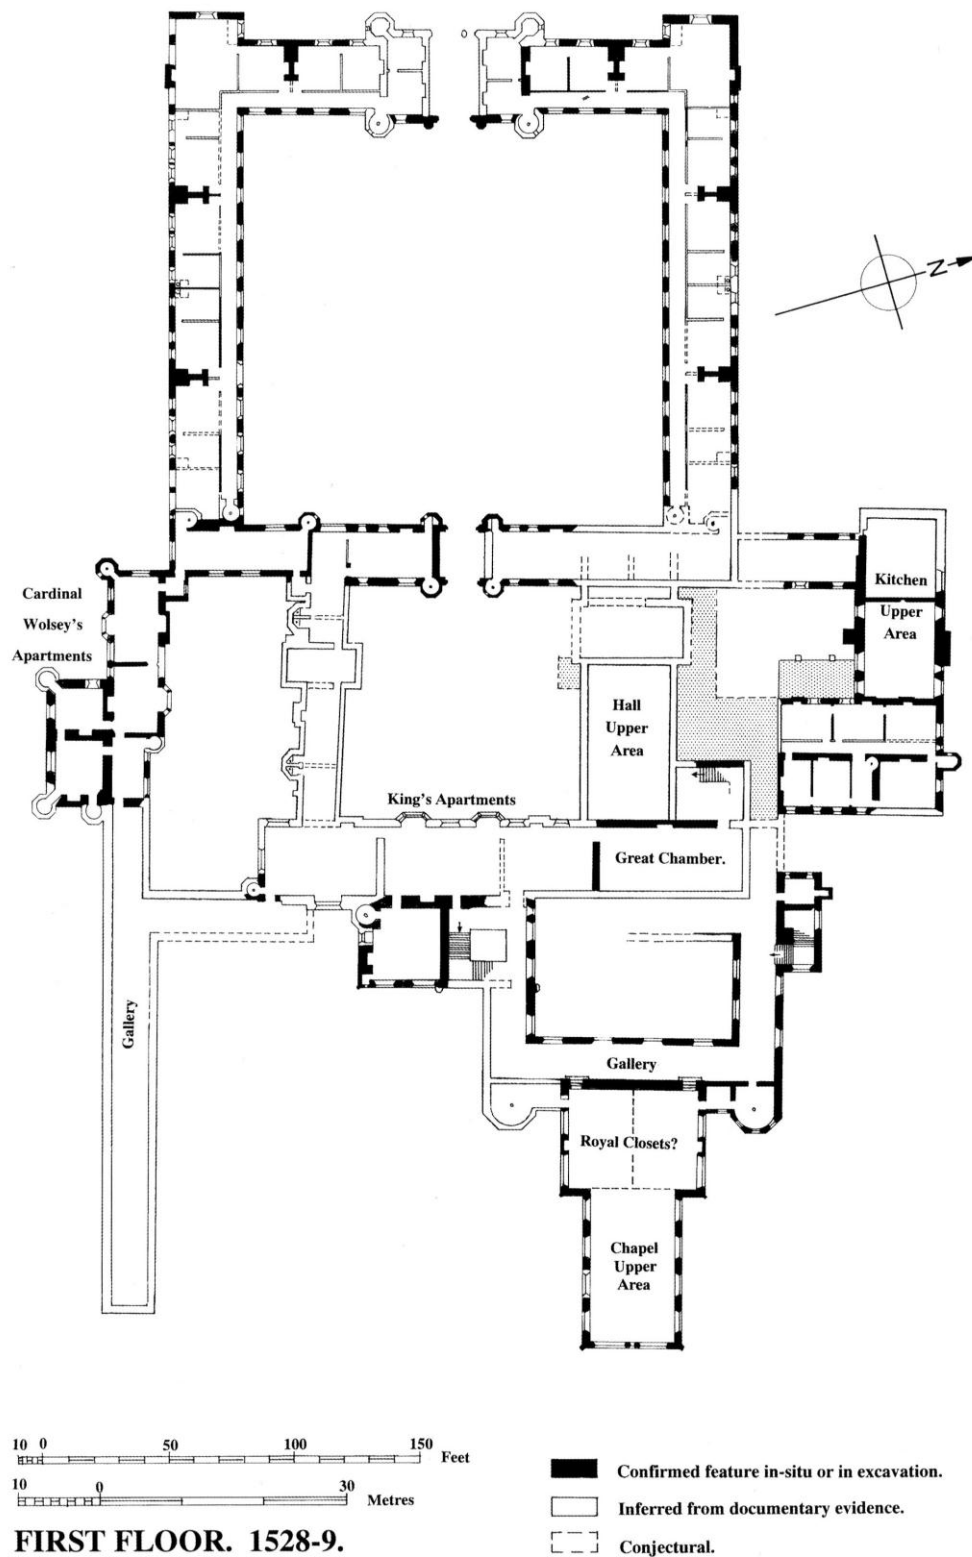 N
Cardinal
Wolsey's
Apartments
Kitchen
Upper
Area
Hall
Upper
Area
King's Apartments
Great Chamber.
Gallery
Gallery
Royal Closets?
Chapel
Upper
Area
10 0 50 100 150 Feet
10 0 30 Metres
FIRST FLOOR. 1528-9.
Confirmed feature in-situ or in excavation.
Inferred from documentary evidence.
Conjectural.